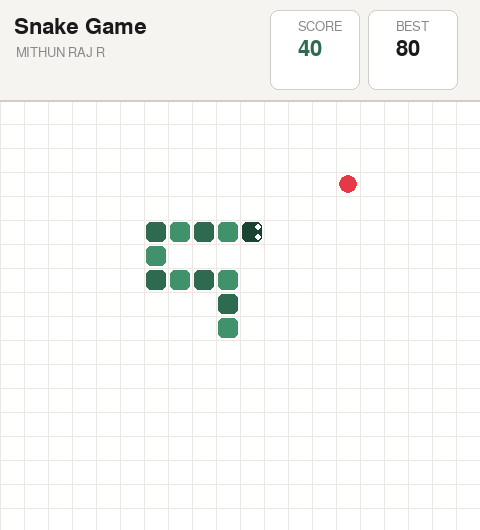 Snake Game
MITHUN RAJ R
SCORE
40
BEST
80